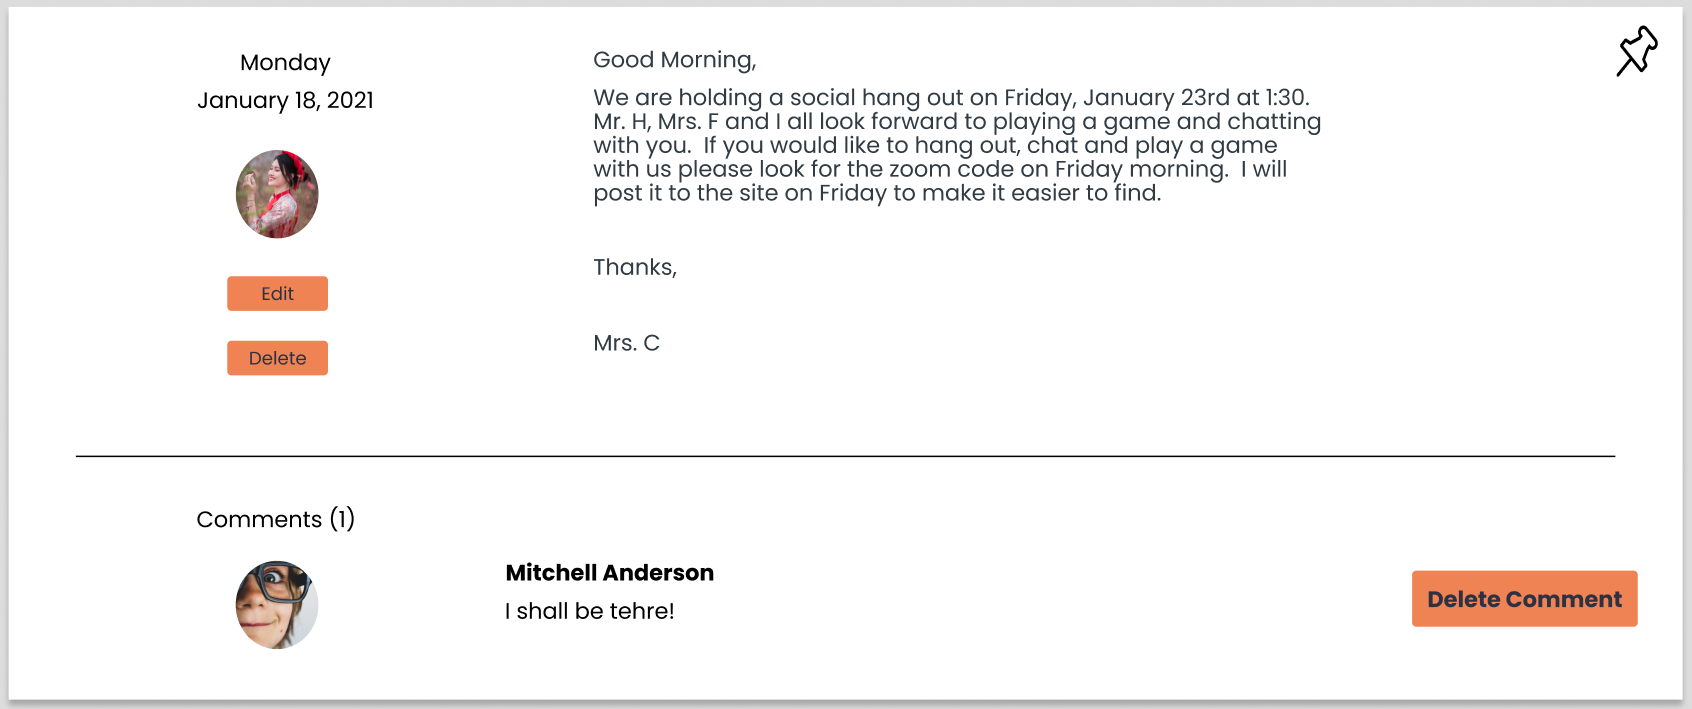 Monday
January 18, 2021
Edit
Delete
Good Morning,
We are holding a social hang out on Friday, January 23rd at 1:30.
Mr. H, Mrs. F and I all look forward to playing a game and chatting
with you.  If you would like to hang out, chat and play a game
with us please look for the zoom code on Friday morning.  I will
post it to the site on Friday to make it easier to find.
Thanks,
Mrs. C
Comments (1)
Mitchell Anderson
I shall be tehre!
Delete Comment